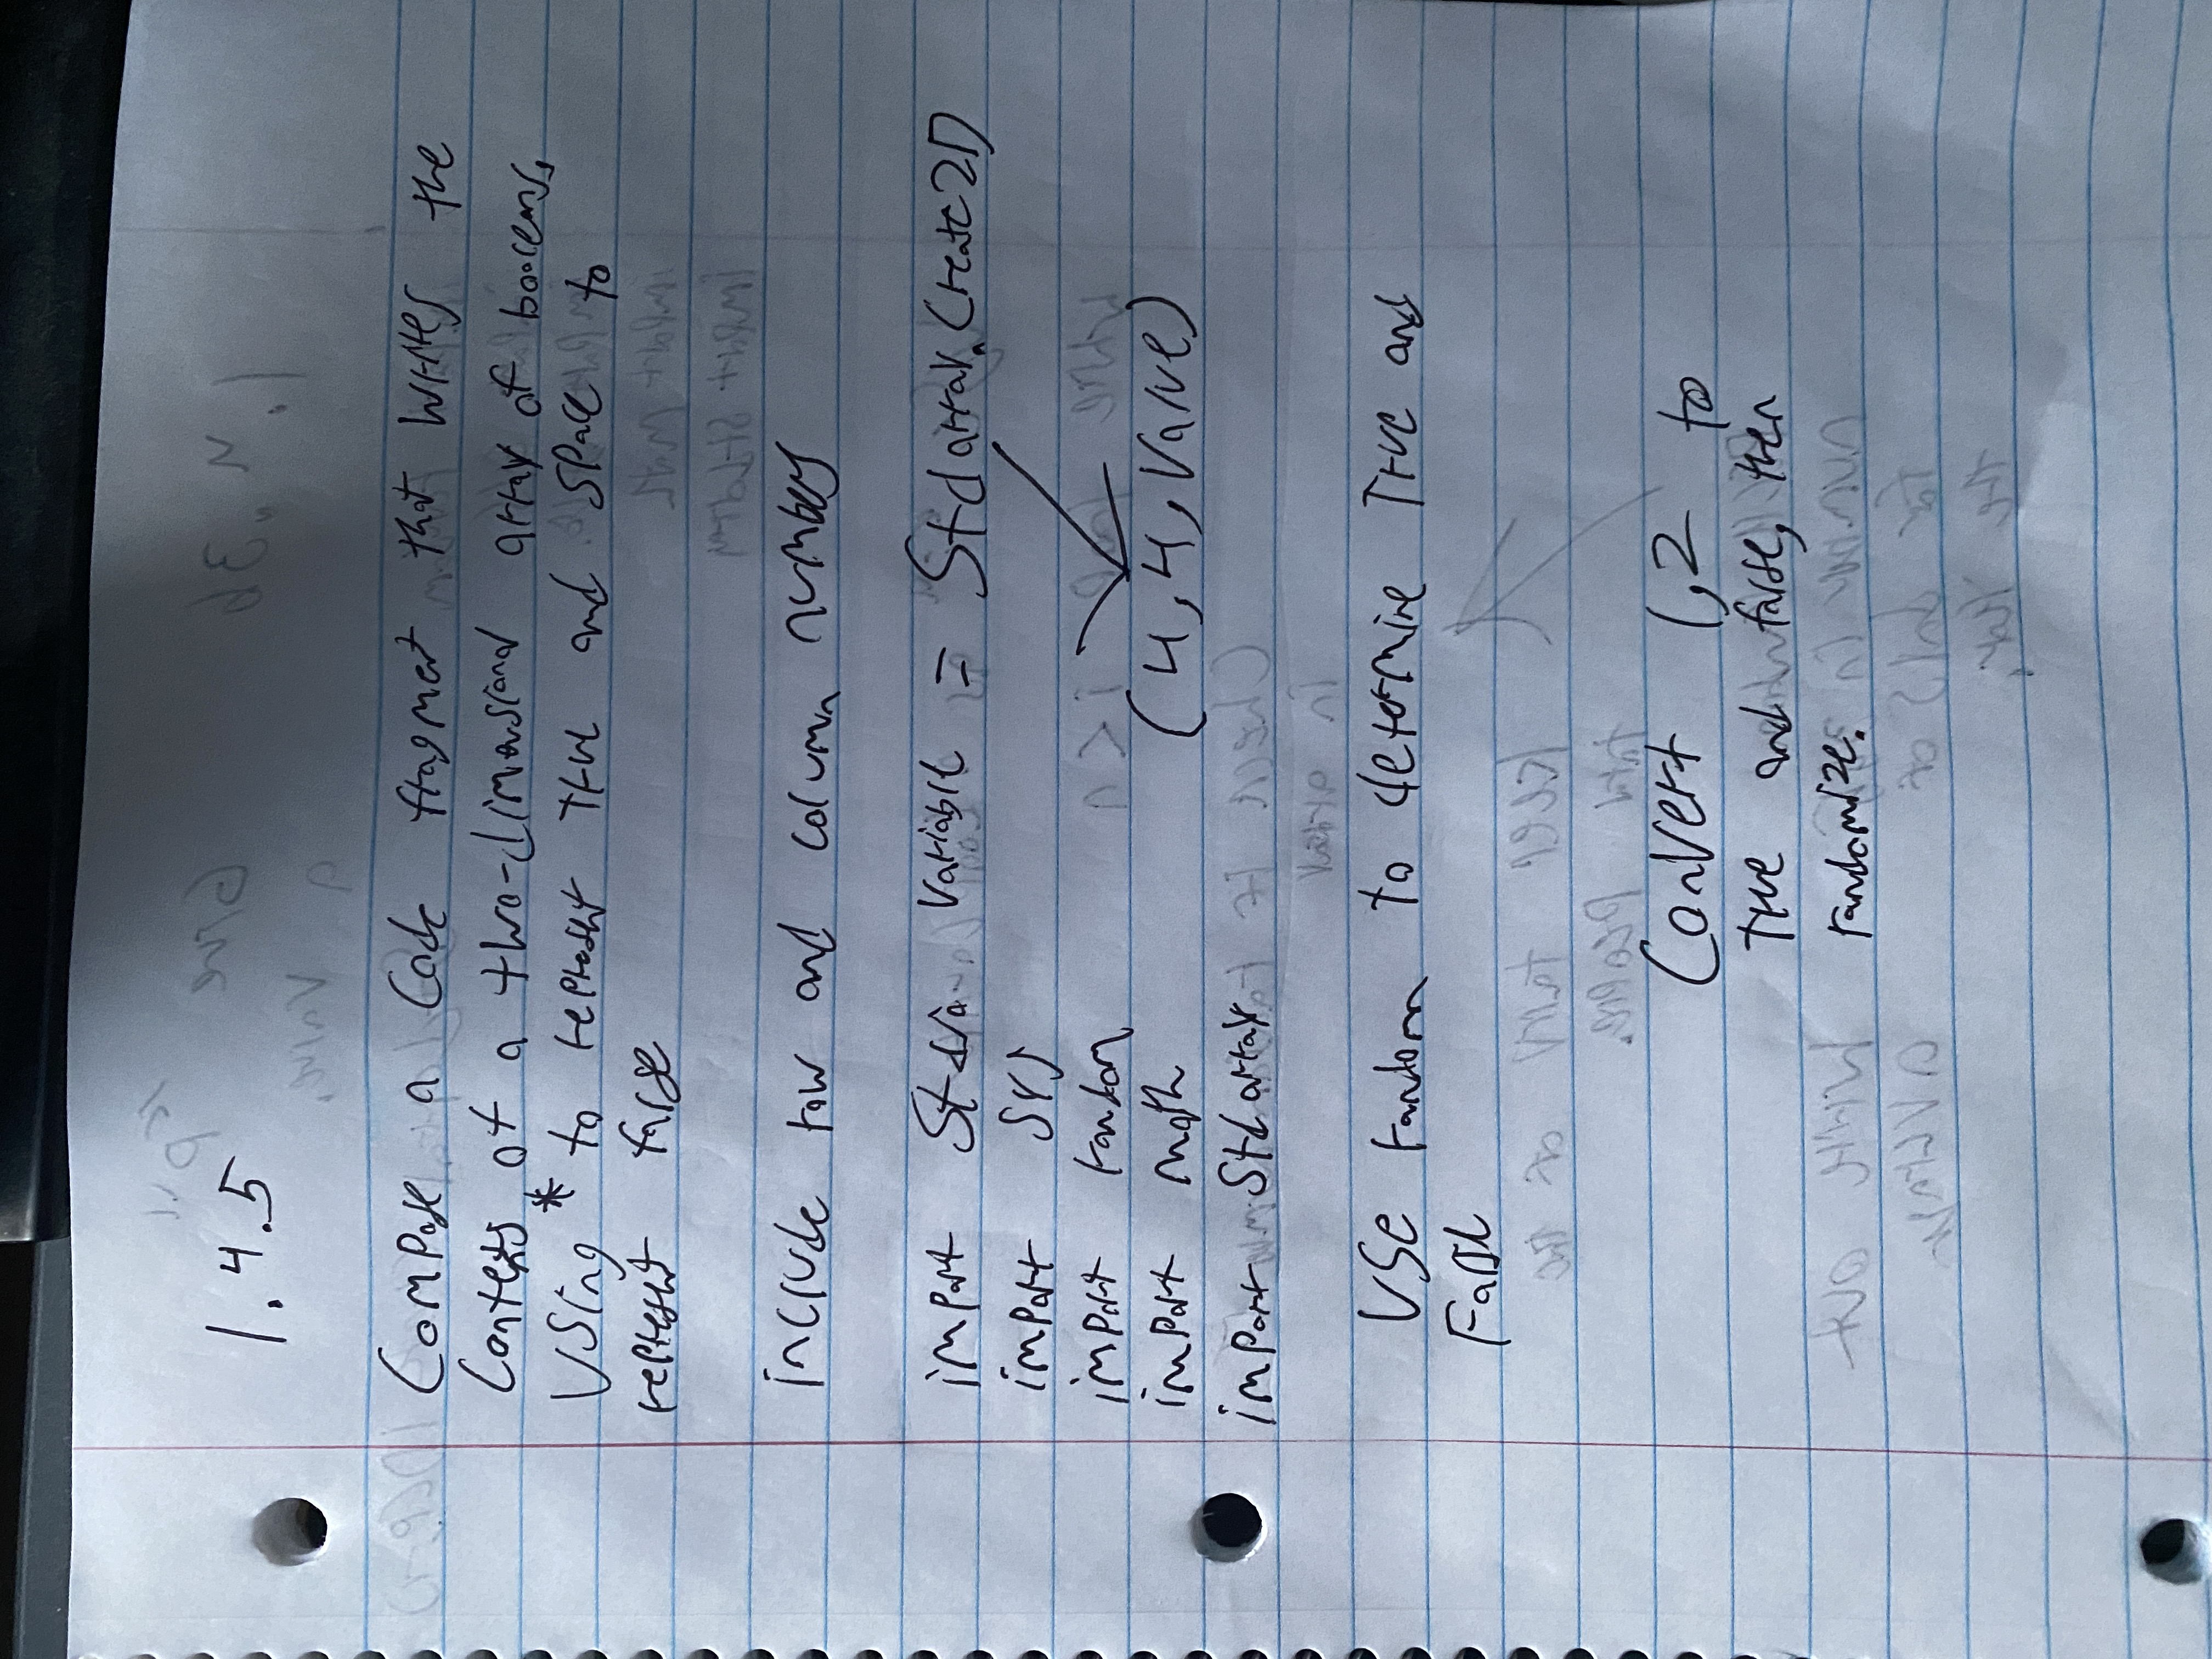 1.4.5
Compose a Code fragment that writes the
Contents of a two-dimensional array of booleans,
Using * to represent True and space to
represent false
include row and column numbers
import Stdio variable = Stdarray.Create2D
import sys
import random
import math (4,4,Value)
import Stdarray
Use random to determine True and
False
Convert 1,2 to
true and false, then
randomize.